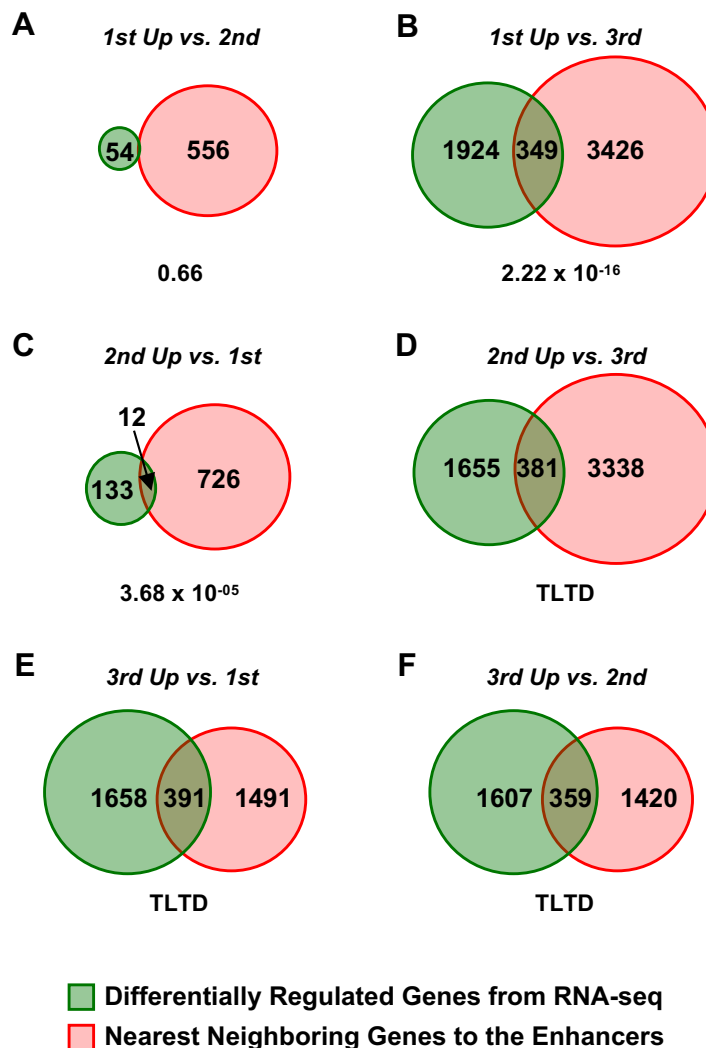 A
1st Up vs. 2nd
54
556
0.66
B
1st Up vs. 3rd
1924
349
3426
2.22 x 10⁻¹⁶
C
2nd Up vs. 1st
12
133
726
3.68 x 10⁻⁰⁵
D
2nd Up vs. 3rd
1655
381
3338
TLTD
E
3rd Up vs. 1st
1658
391
1491
TLTD
F
3rd Up vs. 2nd
1607
359
1420
TLTD
Differentially Regulated Genes from RNA-seq
Nearest Neighboring Genes to the Enhancers